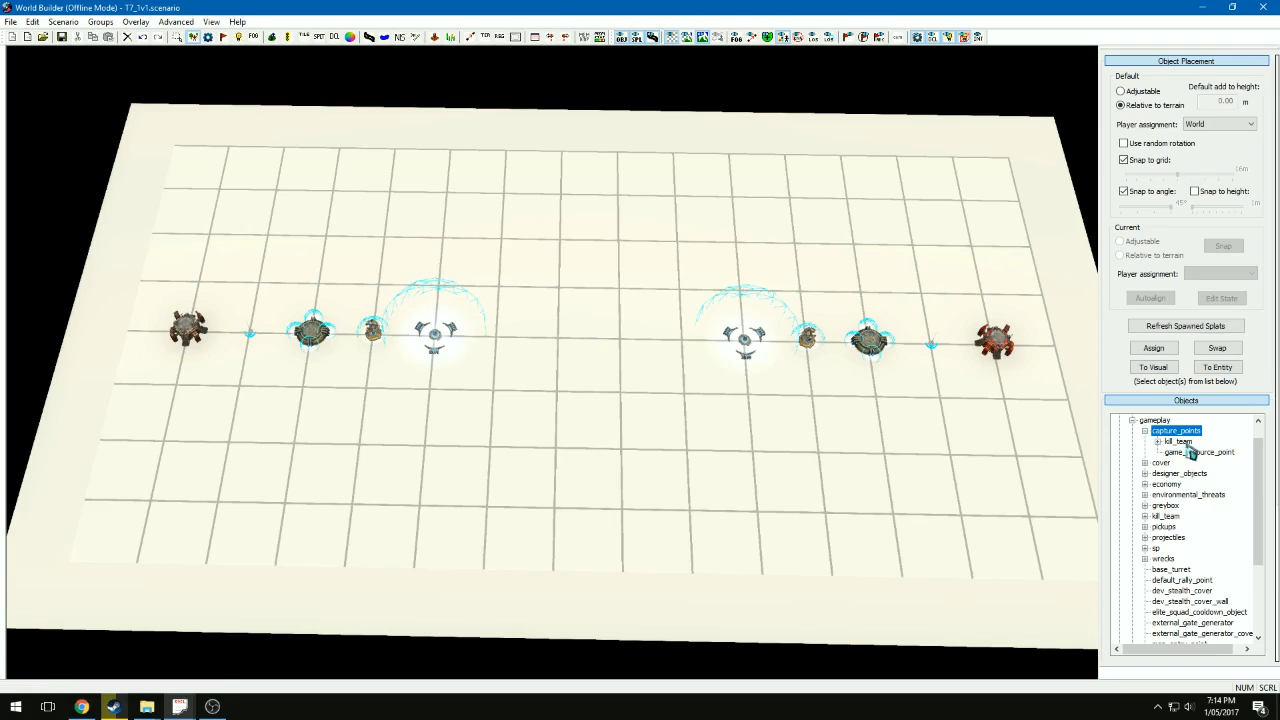 World Builder (Offline Mode) - T7_1v1.scenario
File Edit Scenario Groups Overlay Advanced View Help
Object Placement
Default
Adjustable
Default add to height:
Relative to terrain
0.00 m
Player assignment: World
Use random rotation
Snap to grid:
16m
Snap to angle: Snap to height:
45° 1m
Current
Adjustable
Snap
Relative to terrain
Player assignment:
Autoalign Edit State
Refresh Spawned Splats
Assign Swap
To Visual To Entity
(Select object(s) from list below)
Objects
gameplay
capture_points
kill_team
cover
designer_objects
economy
environmental_threats
greybox
kill_team
pickups
projectiles
sp
wrecks
base_turret
default_rally_point
dev_stealth_cover
dev_stealth_cover_wall
elite_squad_cooldown_object
external_gate_generator
external_gate_generator_cove
NUM SCRL
7:14 PM
1/05/2017
4